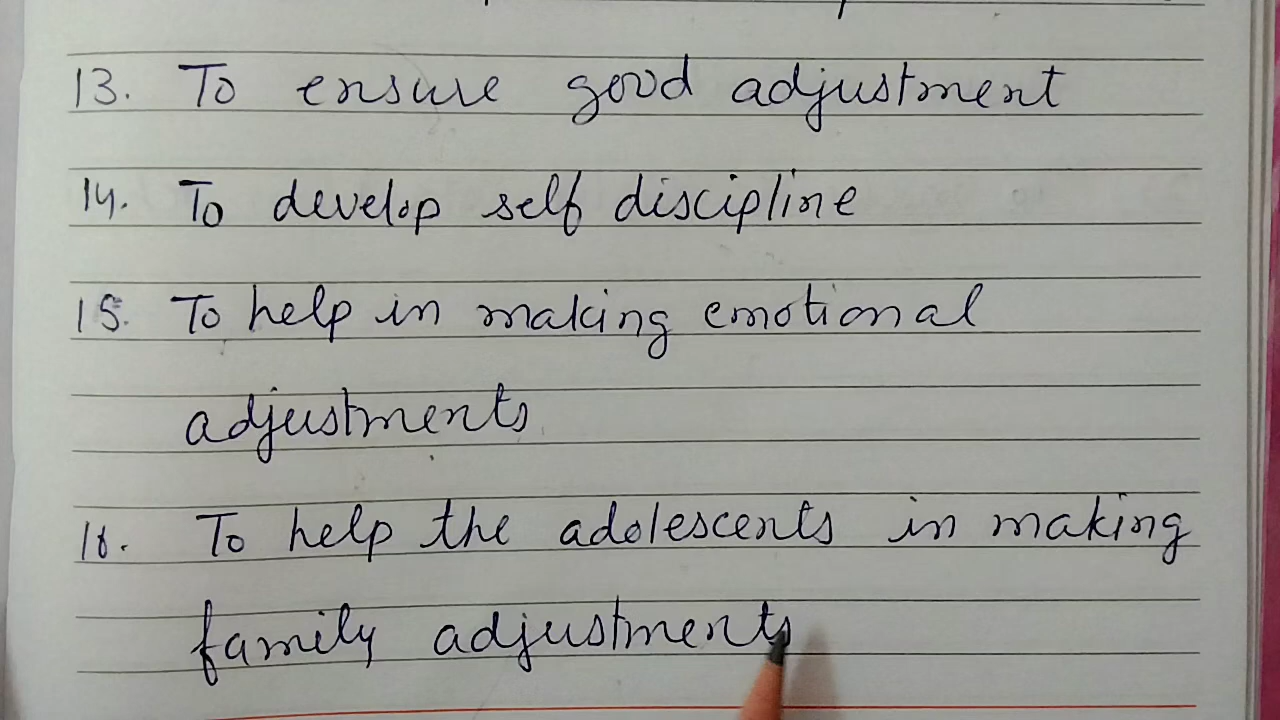 13. To ensure good adjustment
14. To develop self discipline
15. To help in making emotional
adjustments
16. To help the adolescents in making
family adjustments